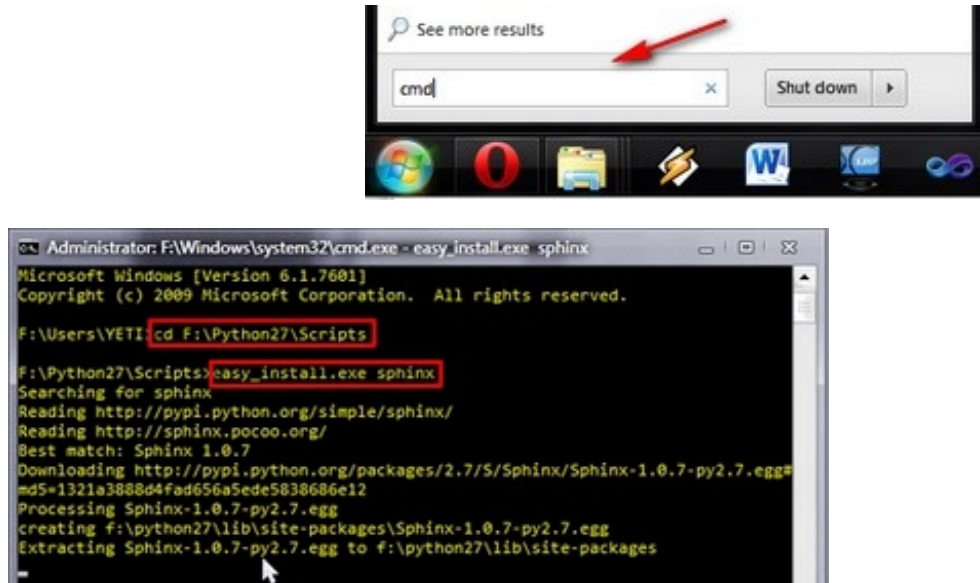 See more results
cmd
Shut down
Administrator: F:\Windows\system32\cmd.exe - easy_install.exe sphinx
Microsoft Windows [Version 6.1.7601]
Copyright (c) 2009 Microsoft Corporation. All rights reserved.
F:\Users\YETI>cd F:\Python27\Scripts
F:\Python27\Scripts>easy_install.exe sphinx
Searching for sphinx
Reading http://pypi.python.org/simple/sphinx/
Reading http://sphinx.pocoo.org/
Best match: Sphinx 1.0.7
Downloading http://pypi.python.org/packages/2.7/S/Sphinx/Sphinx-1.0.7-py2.7.egg#
md5=1321a3888d4fad656a5ede5838686e12
Processing Sphinx-1.0.7-py2.7.egg
creating f:\python27\lib\site-packages\Sphinx-1.0.7-py2.7.egg
Extracting Sphinx-1.0.7-py2.7.egg to f:\python27\lib\site-packages